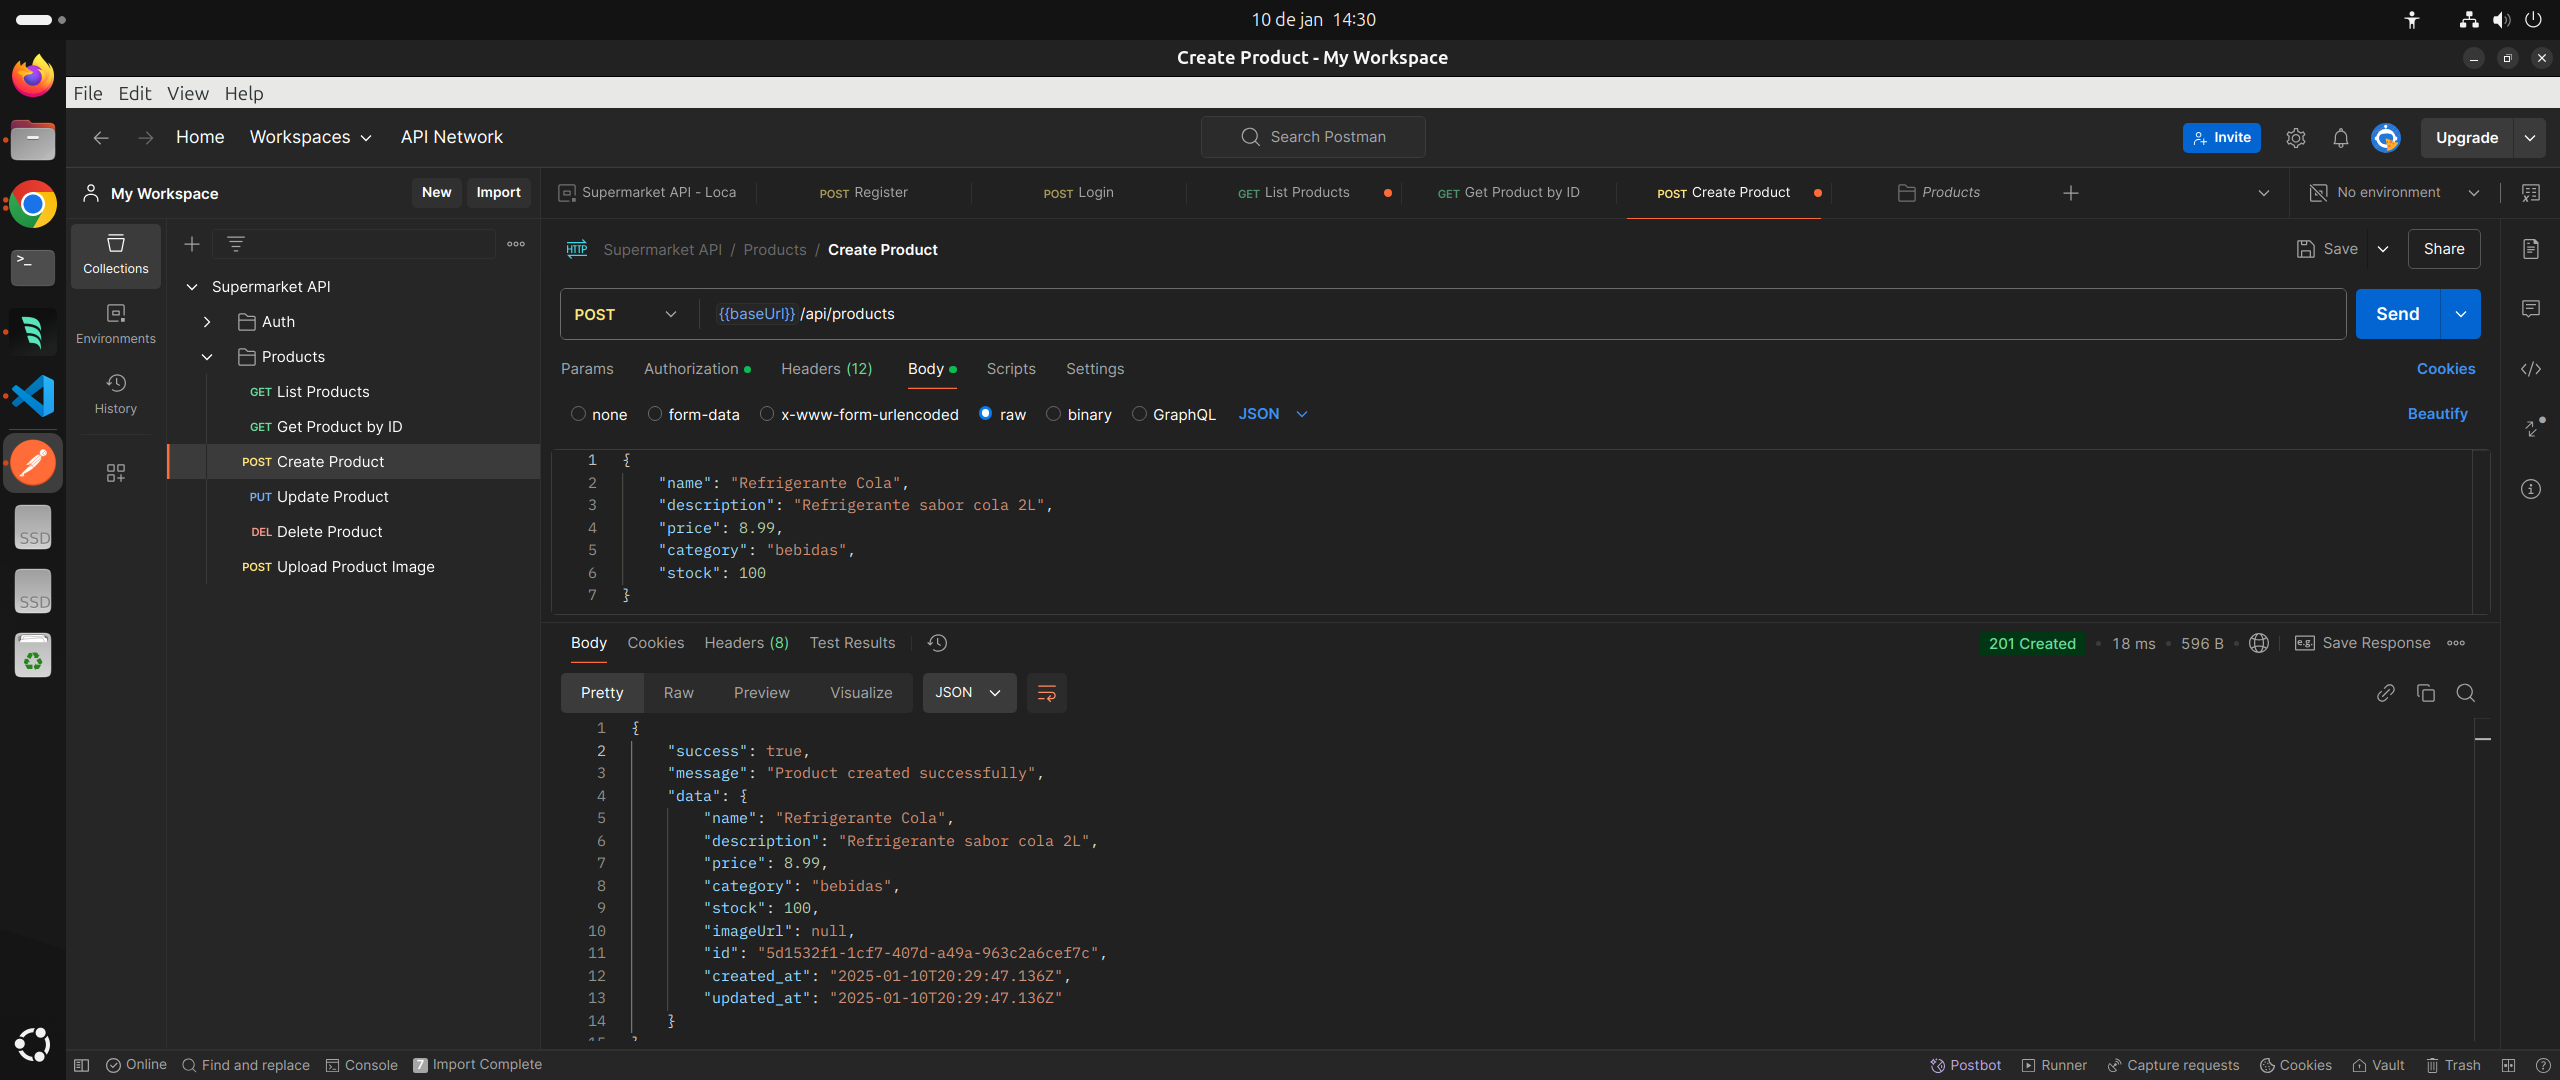 10 de jan 14:30
Create Product - My Workspace
File Edit View Help
Home Workspaces API Network
Search Postman
Invite
Upgrade
My Workspace
New Import
Supermarket API - Loca
POST Register
POST Login
GET List Products
GET Get Product by ID
POST Create Product
Products
No environment
Collections
Environments
History
Supermarket API
Auth
Products
GET List Products
GET Get Product by ID
POST Create Product
PUT Update Product
DEL Delete Product
POST Upload Product Image
HTTP Supermarket API / Products / Create Product
Save
Share
POST {{baseUrl}} /api/products
Send
Params Authorization Headers (12) Body Scripts Settings
Cookies
none form-data x-www-form-urlencoded raw binary GraphQL JSON
Beautify
1 {
2 "name": "Refrigerante Cola",
3 "description": "Refrigerante sabor cola 2L",
4 "price": 8.99,
5 "category": "bebidas",
6 "stock": 100
7 }
Body Cookies Headers (8) Test Results
201 Created • 18 ms • 596 B
e.g. Save Response
Pretty Raw Preview Visualize JSON
1 {
2 "success": true,
3 "message": "Product created successfully",
4 "data": {
5 "name": "Refrigerante Cola",
6 "description": "Refrigerante sabor cola 2L",
7 "price": 8.99,
8 "category": "bebidas",
9 "stock": 100,
10 "imageUrl": null,
11 "id": "5d1532f1-1cf7-407d-a49a-963c2a6cef7c",
12 "created_at": "2025-01-10T20:29:47.136Z",
13 "updated_at": "2025-01-10T20:29:47.136Z"
14 }
SSD
SSD
Online Find and replace Console 7 Import Complete
Postbot Runner Capture requests Cookies Vault Trash